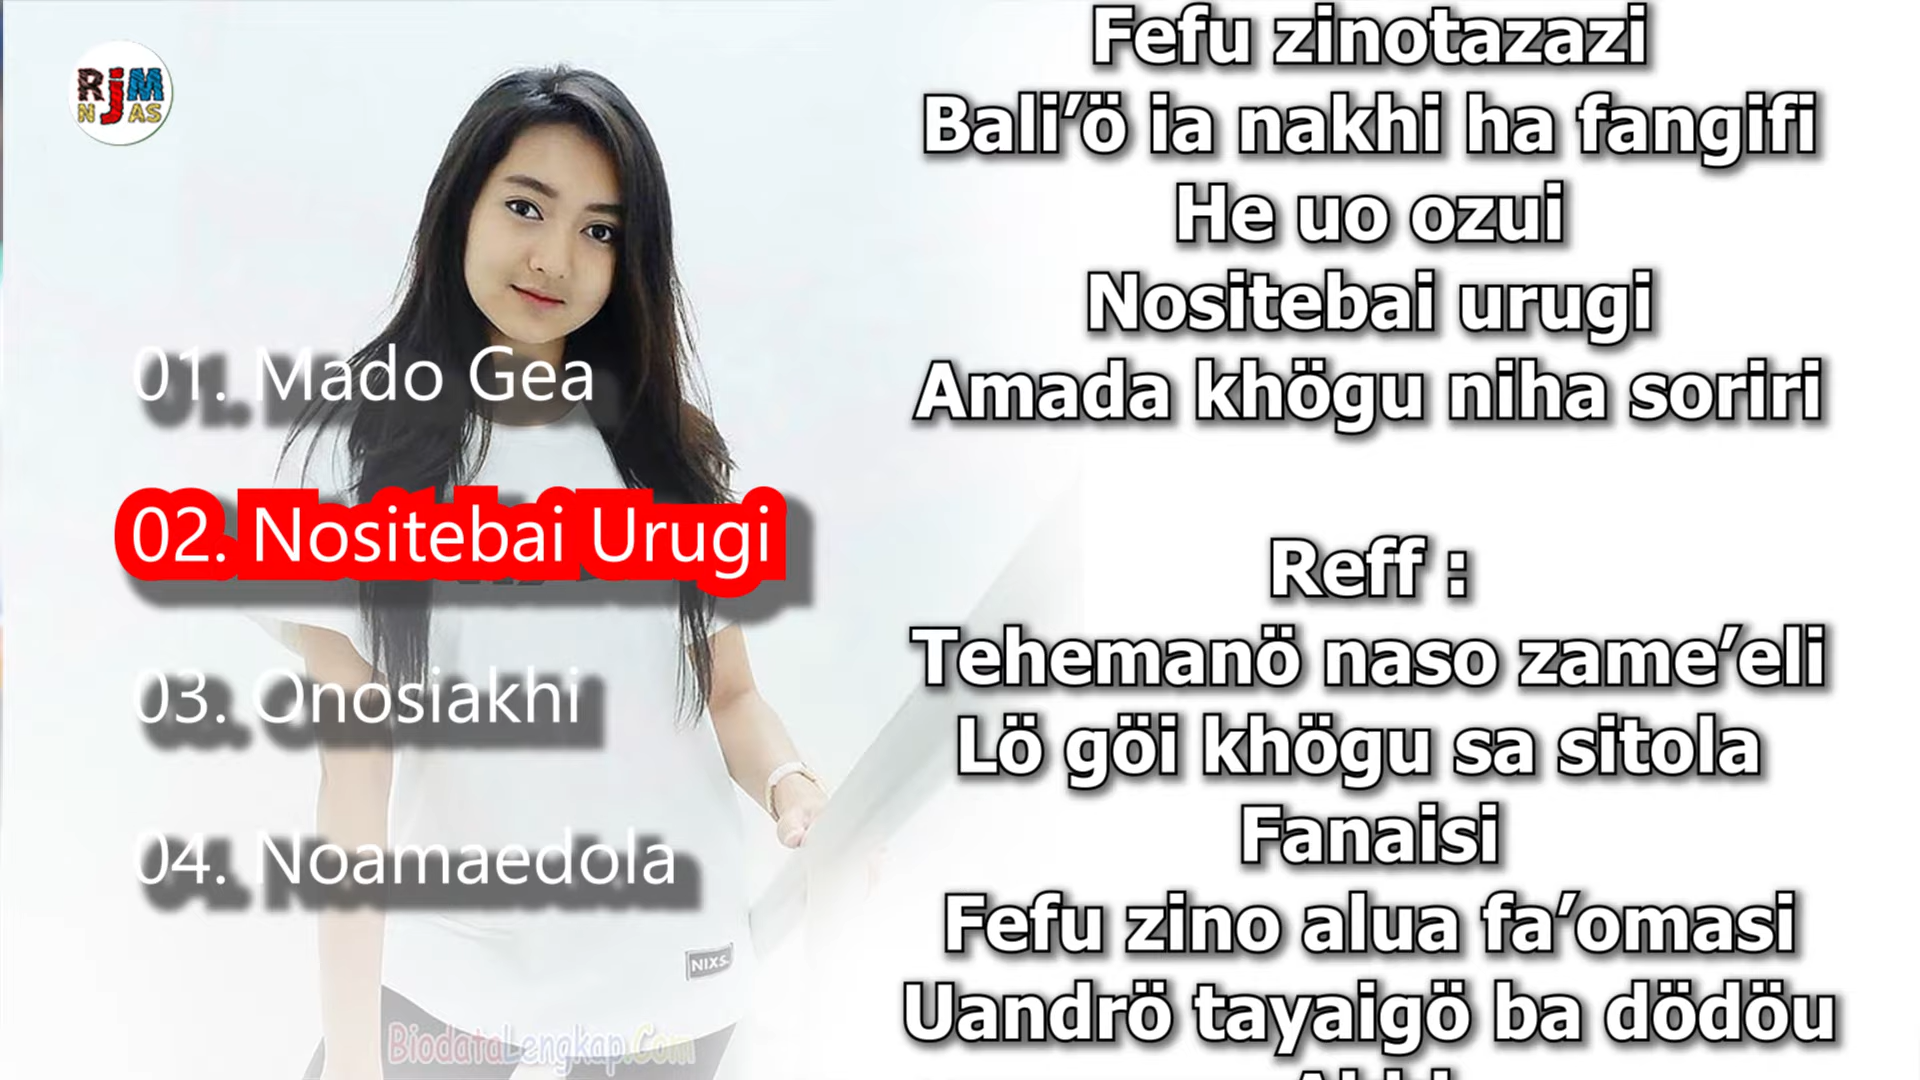 RJM
NIAS
01. Mado Gea
02. Nositebai Urugi
03. Onosiakhi
04. Noamaedola
NIXS.
BiodataLengkap.Com
Fefu zinotazazi
Bali’ö ia nakhi ha fangifi
He uo ozui
Nositebai urugi
Amada khögu niha soriri
Reff :
Tehemanö naso zame’eli
Lö göi khögu sa sitola
Fanaisi
Fefu zino alua fa’omasi
Uandrö tayaigö ba dödöu